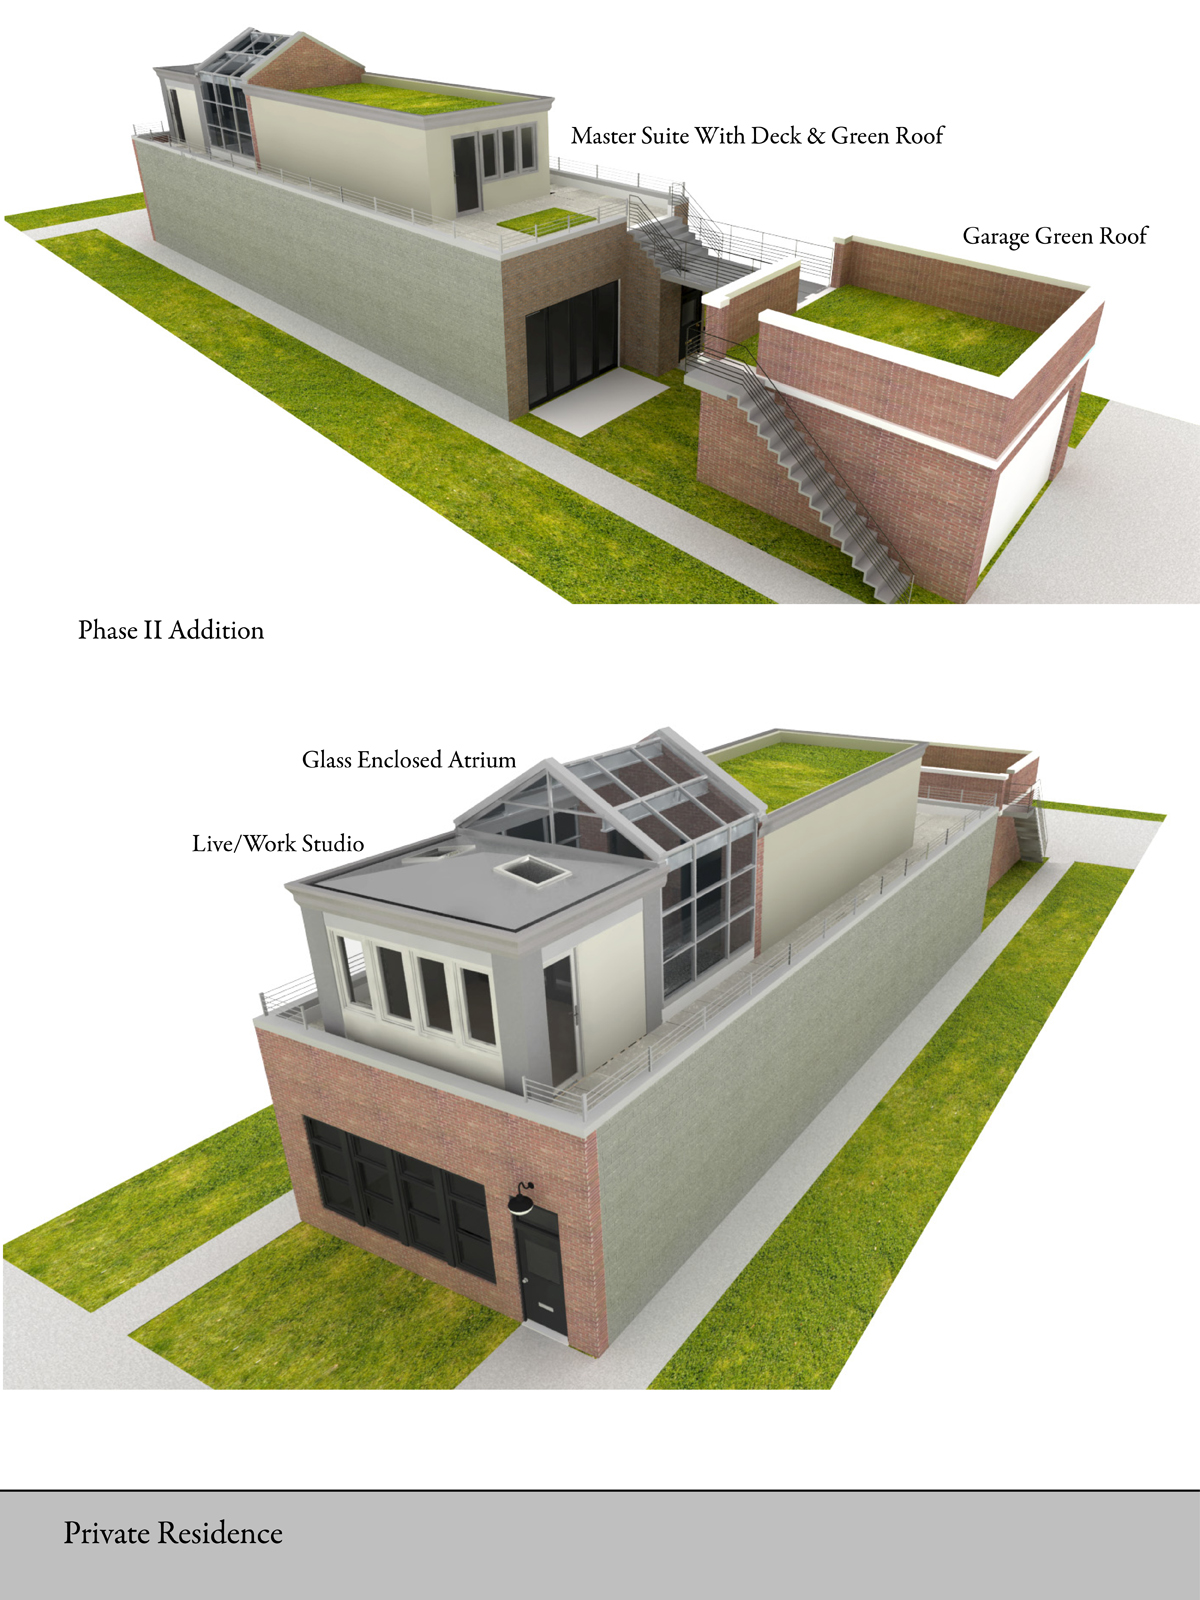 Master Suite With Deck & Green Roof
Garage Green Roof
Phase II Addition
Glass Enclosed Atrium
Live/Work Studio
Private Residence